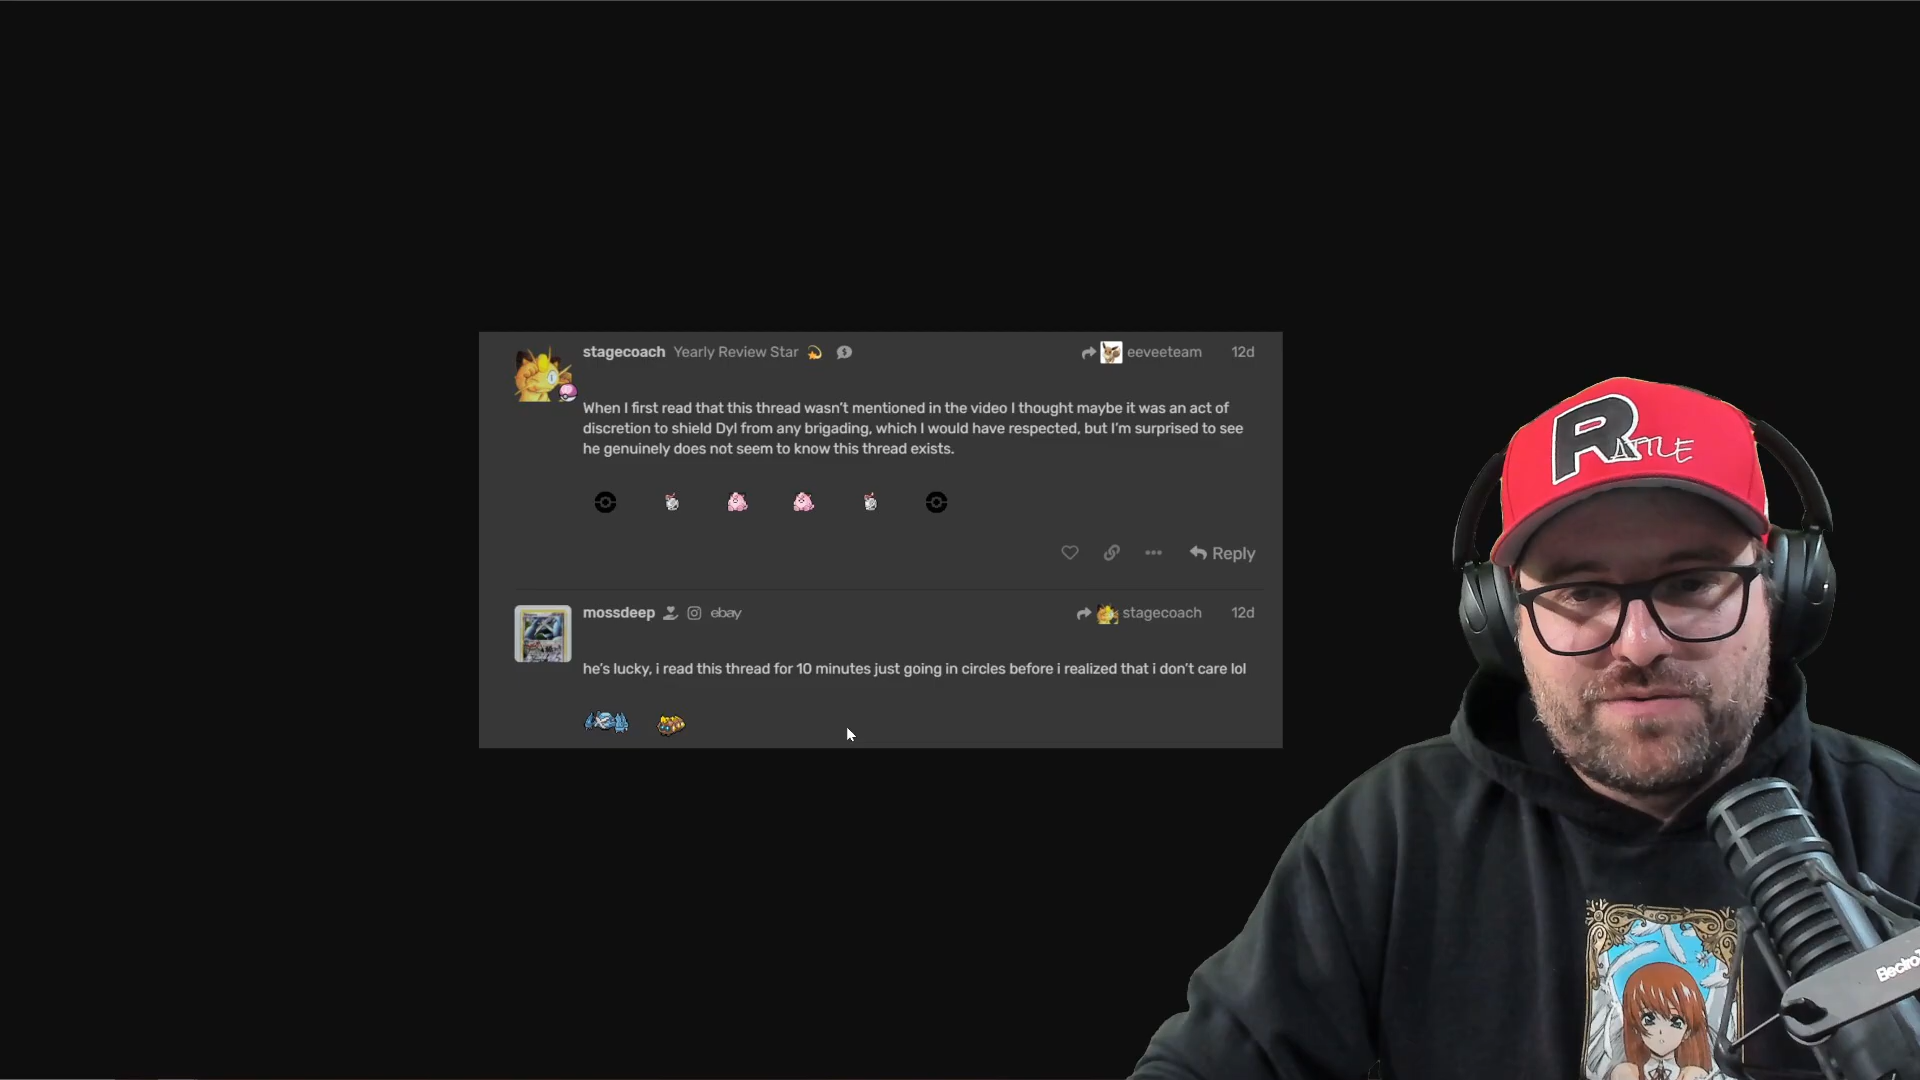 stagecoach Yearly Review Star eeveeteam 12d
When I first read that this thread wasn't mentioned in the video I thought maybe it was an act of
discretion to shield Dyl from any brigading, which I would have respected, but I'm surprised to see
he genuinely does not seem to know this thread exists.
Reply
mossdeep ebay stagecoach 12d
he's lucky, i read this thread for 10 minutes just going in circles before i realized that i don't care lol
RATTLE